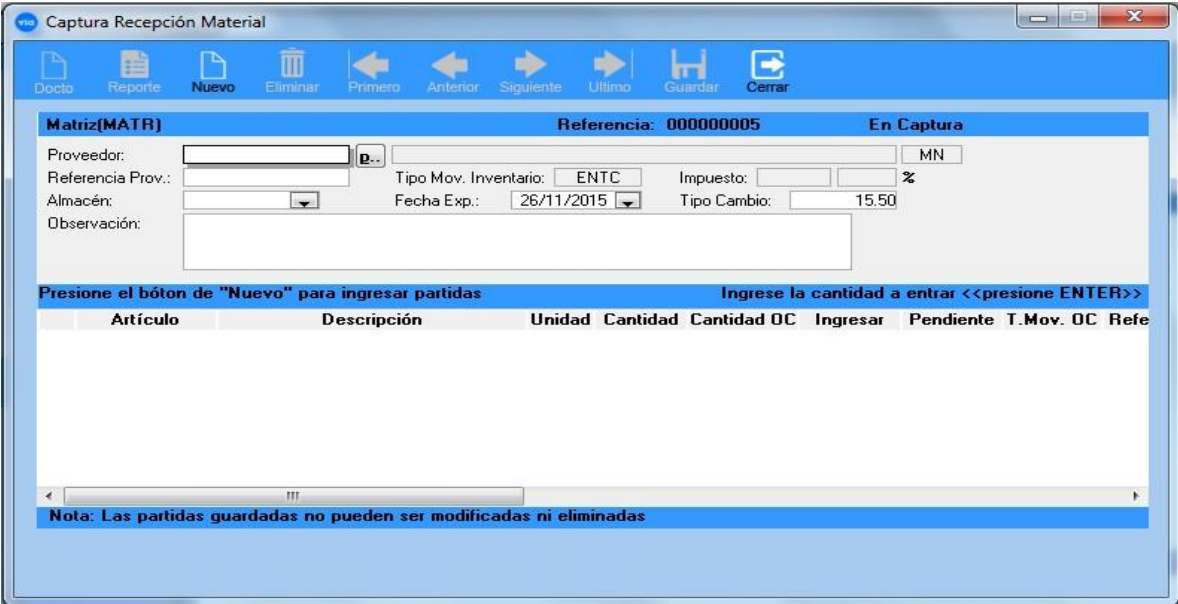 via Captura Recepción Material
Docto Reporte Nuevo Eliminar Primero Anterior Siguiente Ultimo Guardar Cerrar
Matriz(MATR) Referencia: 000000005 En Captura
Proveedor: D.. MN
Referencia Prov.: Tipo Mov. Inventario: ENTC Impuesto: %
Almacén: Fecha Exp.: 26/11/2015 Tipo Cambio: 15.50
Observación:
Presione el bóton de "Nuevo" para ingresar partidas Ingrese la cantidad a entrar <<presione ENTER>>
Artículo Descripción Unidad Cantidad Cantidad OC Ingresar Pendiente T.Mov. OC Refe
Nota: Las partidas guardadas no pueden ser modificadas ni eliminadas